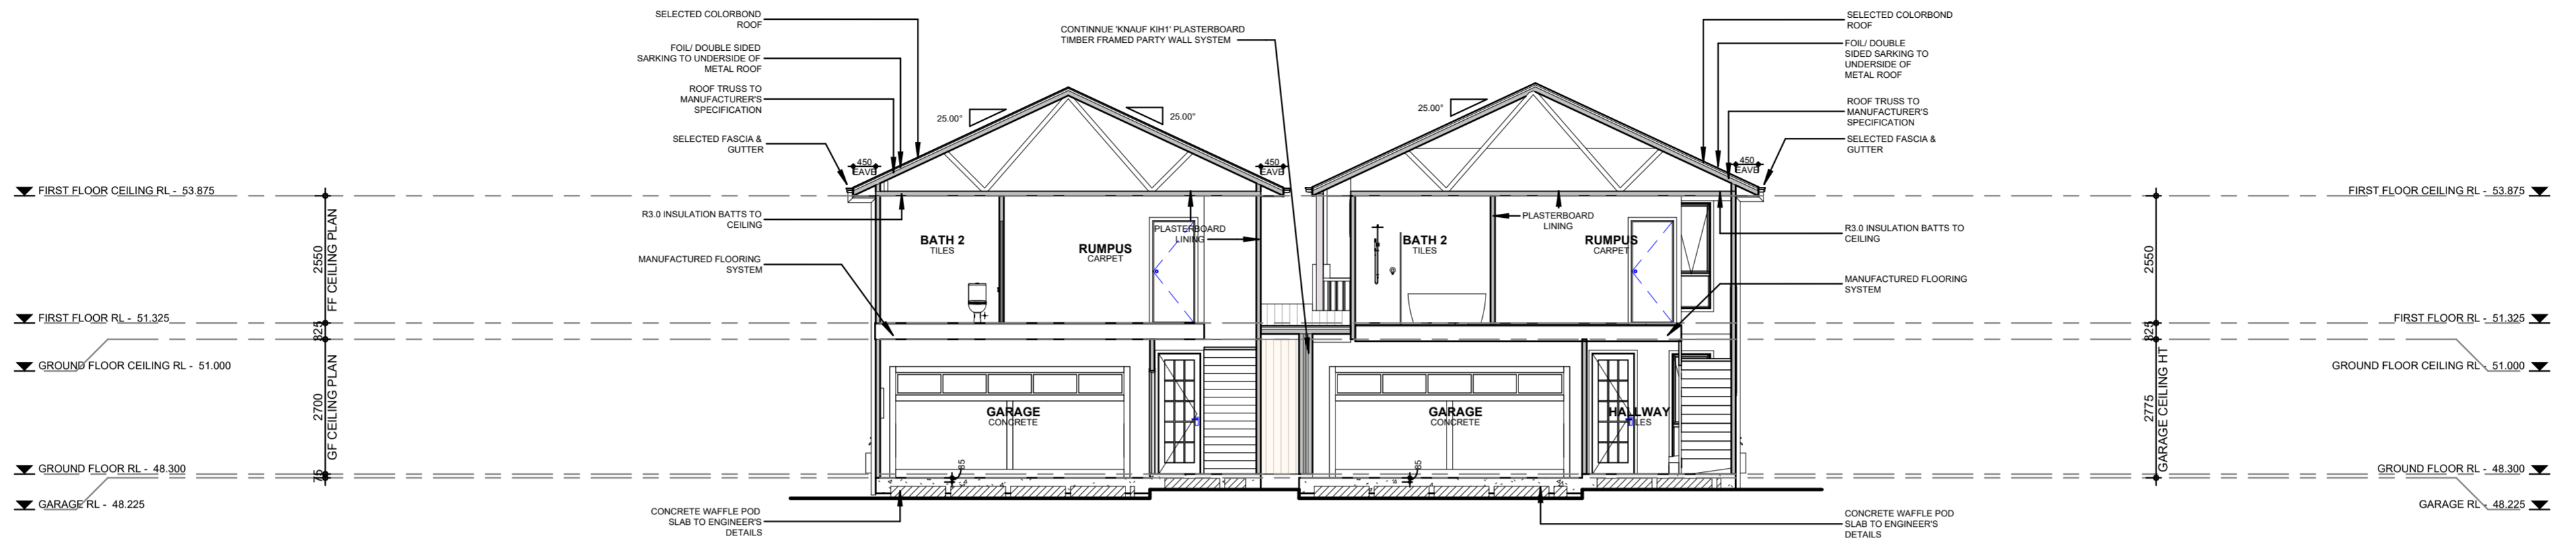 SELECTED COLORBOND
ROOF
FOIL/ DOUBLE SIDED
SARKING TO UNDERSIDE OF
METAL ROOF
ROOF TRUSS TO
MANUFACTURER'S
SPECIFICATION
SELECTED FASCIA &
GUTTER
CONTINNUE 'KNAUF KIH1' PLASTERBOARD
TIMBER FRAMED PARTY WALL SYSTEM
SELECTED COLORBOND
ROOF
FOIL/ DOUBLE
SIDED SARKING TO
UNDERSIDE OF
METAL ROOF
ROOF TRUSS TO
MANUFACTURER'S
SPECIFICATION
SELECTED FASCIA &
GUTTER
25.00°
25.00°
25.00°
450
EAVE
450
EAVE
450
EAVE
FIRST FLOOR CEILING RL - 53.875
FIRST FLOOR CEILING RL - 53.875
2550
FF CEILING PLAN
R3.0 INSULATION BATTS TO
CEILING
MANUFACTURED FLOORING
SYSTEM
BATH 2
TILES
RUMPUS
CARPET
PLASTERBOARD
LINING
BATH 2
TILES
PLASTERBOARD
LINING
RUMPUS
CARPET
R3.0 INSULATION BATTS TO
CEILING
MANUFACTURED FLOORING
SYSTEM
2550
FIRST FLOOR RL - 51.325
FIRST FLOOR RL - 51.325
325
325
GROUND FLOOR CEILING RL - 51.000
GROUND FLOOR CEILING RL - 51.000
2700
GF CEILING PLAN
GARAGE
CONCRETE
GARAGE
CONCRETE
HALLWAY
TILES
2775
GARAGE CEILING HT
85
85
GROUND FLOOR RL - 48.300
GROUND FLOOR RL - 48.300
75
GARAGE RL - 48.225
GARAGE RL - 48.225
CONCRETE WAFFLE POD
SLAB TO ENGINEER'S
DETAILS
CONCRETE WAFFLE POD
SLAB TO ENGINEER'S
DETAILS